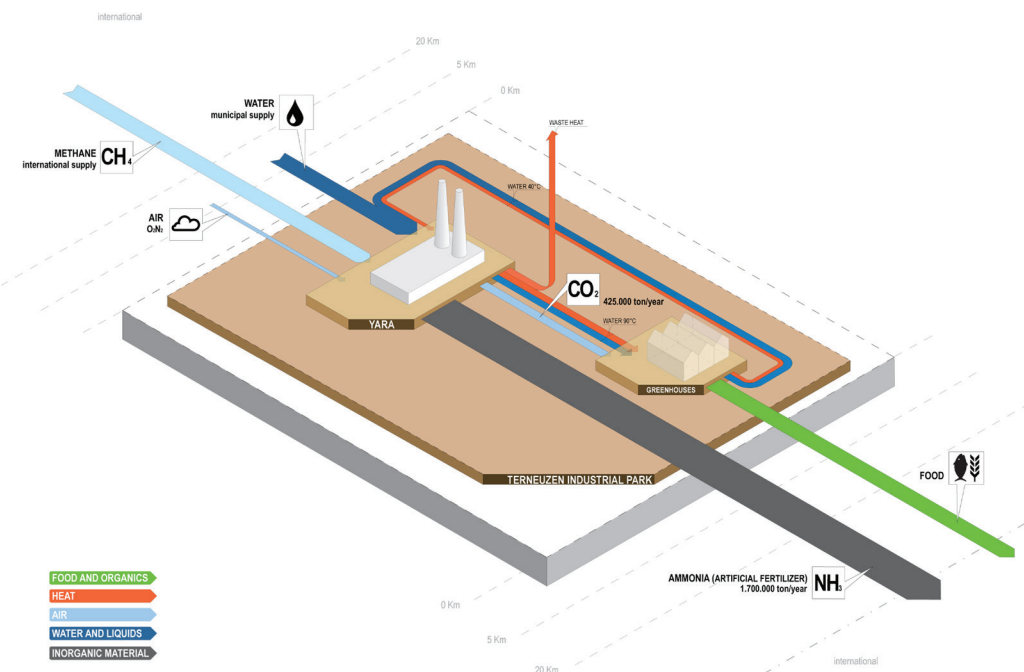 international
20 Km
5 Km
0 Km
WATER
municipal supply
WASTE HEAT
METHANE
international supply
CH4
WATER 40°C
AIR
O2N2
CO2
425.000 ton/year
WATER 90°C
YARA
GREENHOUSES
TERNEUZEN INDUSTRIAL PARK
FOOD
AMMONIA (ARTIFICIAL FERTILIZER)
1.700.000 ton/year
NH3
FOOD AND ORGANICS
HEAT
AIR
WATER AND LIQUIDS
INORGANIC MATERIAL
0 Km
5 Km
20 Km
international